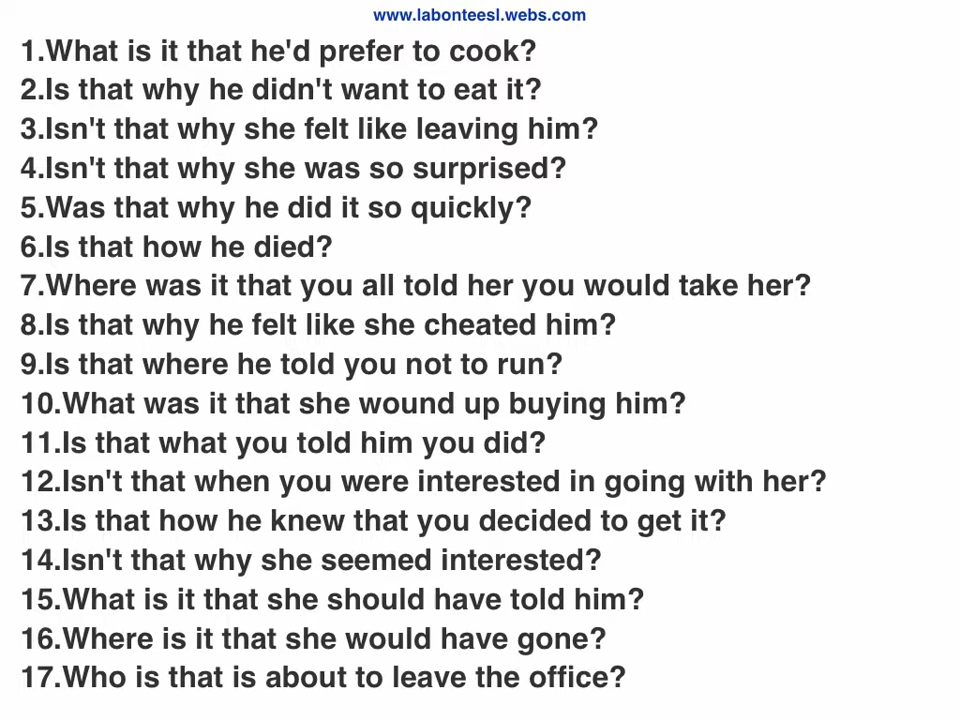 www.labonteesl.webs.com
1.What is it that he'd prefer to cook?
2.Is that why he didn't want to eat it?
3.Isn't that why she felt like leaving him?
4.Isn't that why she was so surprised?
5.Was that why he did it so quickly?
6.Is that how he died?
7.Where was it that you all told her you would take her?
8.Is that why he felt like she cheated him?
9.Is that where he told you not to run?
10.What was it that she wound up buying him?
11.Is that what you told him you did?
12.Isn't that when you were interested in going with her?
13.Is that how he knew that you decided to get it?
14.Isn't that why she seemed interested?
15.What is it that she should have told him?
16.Where is it that she would have gone?
17.Who is that is about to leave the office?